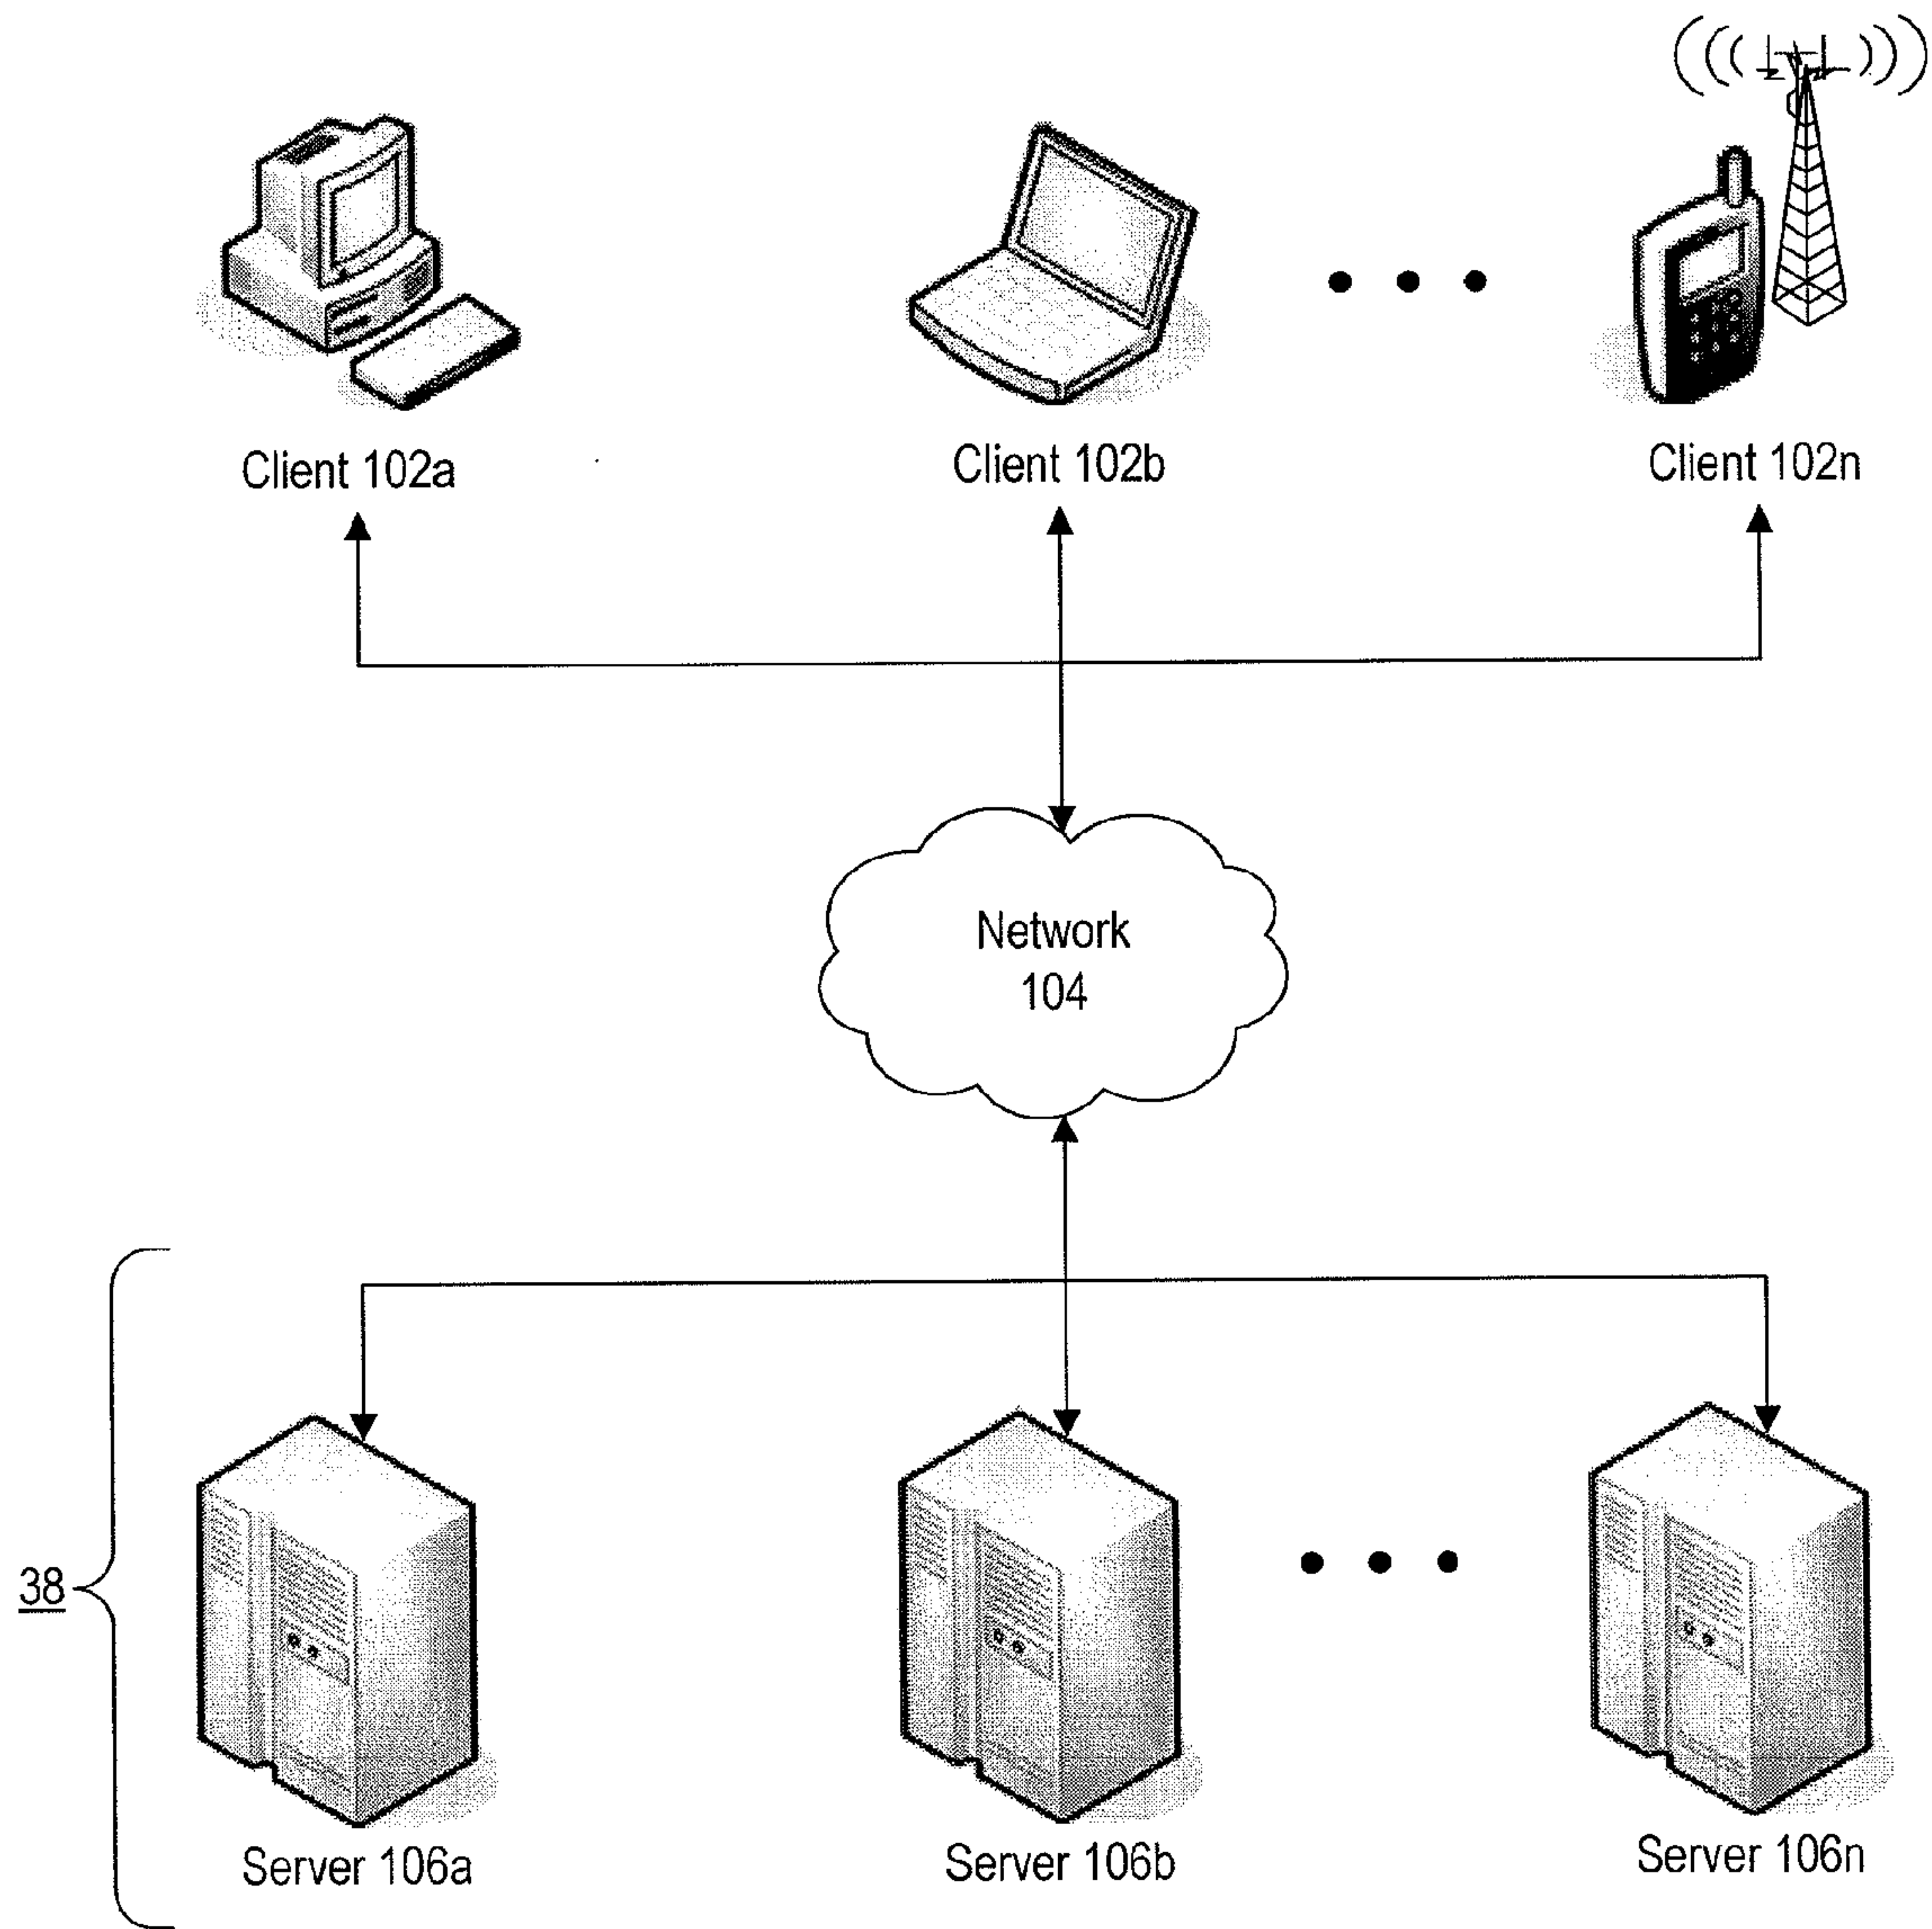 Client 102a
Client 102b
Client 102n
Network
104
38
Server 106a
Server 106b
Server 106n